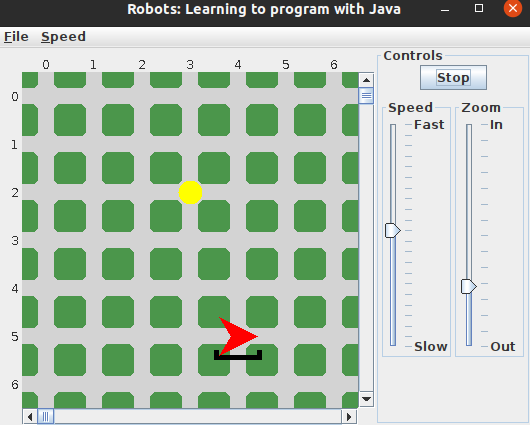 Robots: Learning to program with Java
File Speed
0 1 2 3 4 5 6
0
1
2
3
4
5
6
Controls
Stop
Speed Zoom
Fast In
Slow Out